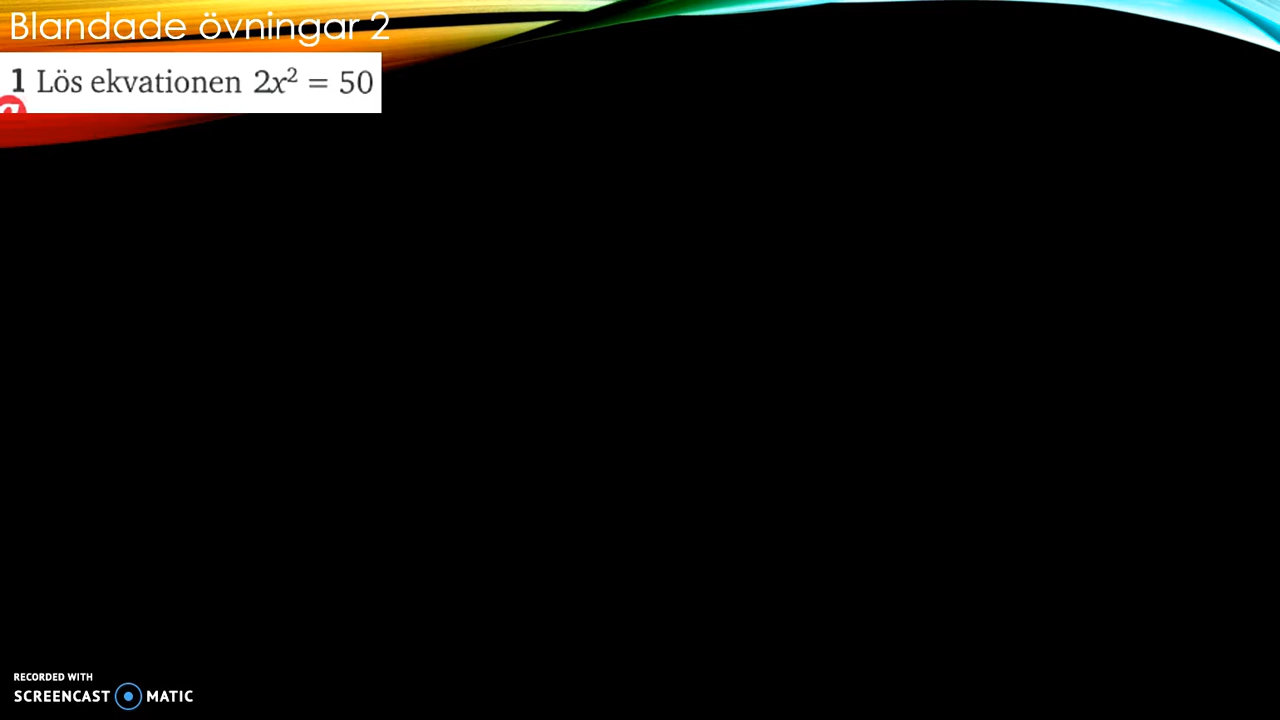 Blandade övningar 2
1 Lös ekvationen 2x² = 50
a
RECORDED WITH
SCREENCAST MATIC